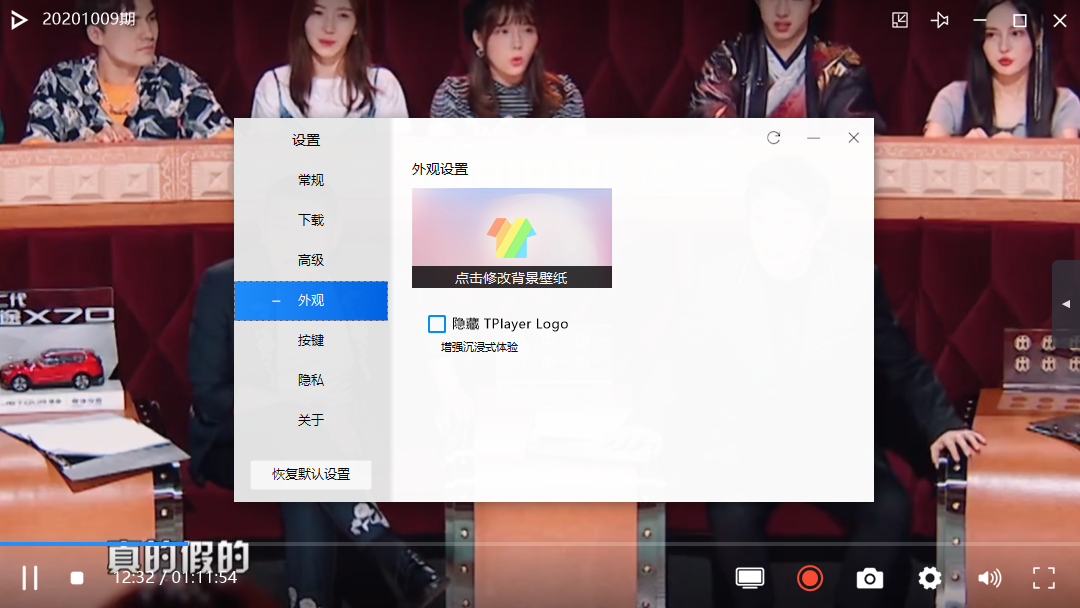 20201009期
设置
常规
下载
高级
外观
按键
隐私
关于
恢复默认设置
外观设置
点击修改背景壁纸
隐藏 TPlayer Logo
增强沉浸式体验
二代
途X70
真的假的
12:32 / 01:11:54